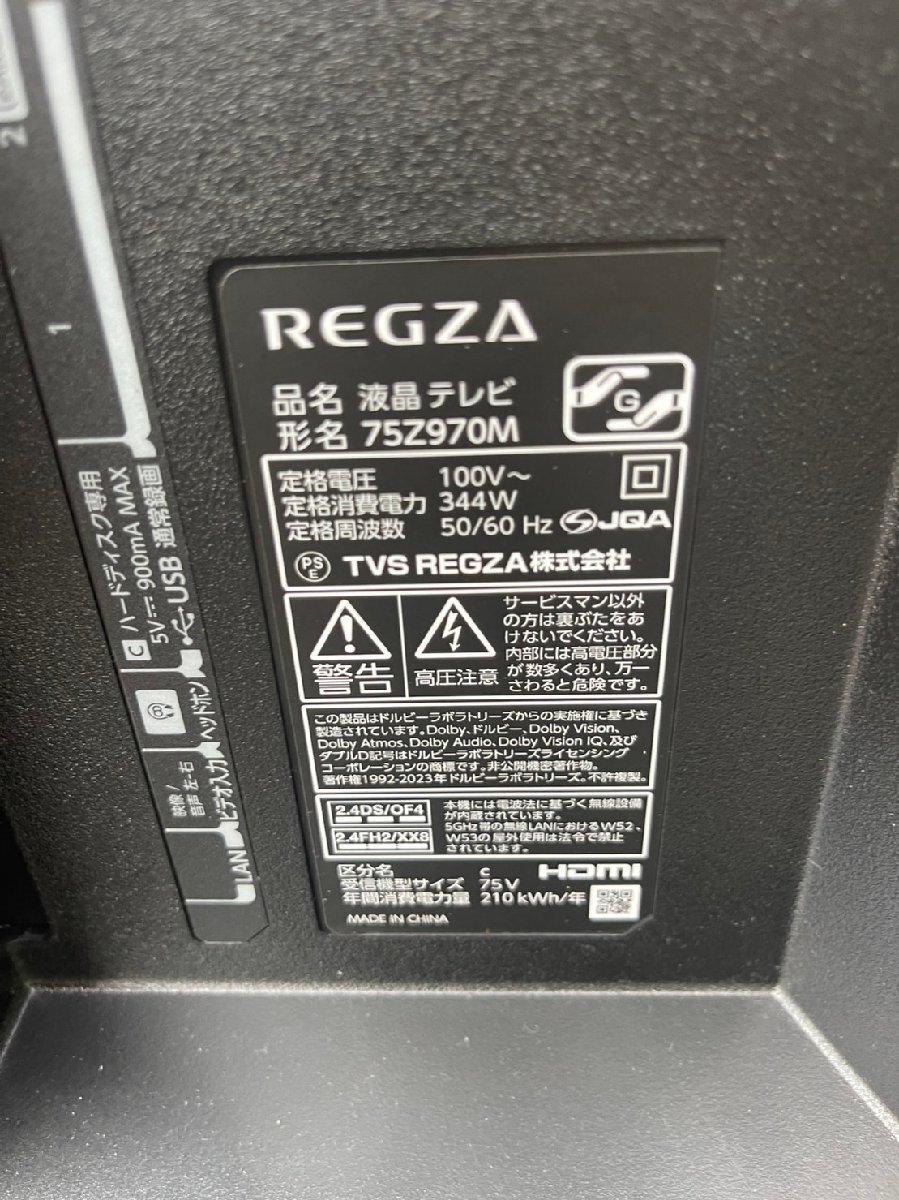 2
1
C ハードディスク専用
5V⎓900mA MAX
USB 通常録画
ヘッドホン
映像/
音声 左-右
ビデオ入力
LAN
REGZA
品名 液晶テレビ
形名 75Z970M
G
定格電圧 100V～
定格消費電力 344W
定格周波数 50/60 Hz
JQA
PS
E
TVS REGZA株式会社
警告
高圧注意
サービスマン以外
の方は裏ぶたをあ
けないでください。
内部には高電圧部分
が数多くあり、万一
さわると危険です。
この製品はドルビーラボラトリーズからの実施権に基づき
製造されています。Dolby、ドルビー、Dolby Vision、
Dolby Atmos、Dolby Audio、Dolby Vision IQ、及び
ダブルD記号はドルビーラボラトリーズライセンシング
コーポレーションの商標です。非公開機密著作物。
著作権1992-2023年ドルビーラボラトリーズ。不許複製。
2.4DS/OF4
2.4FH2/XX8
本機には電波法に基づく無線設備
が内蔵されています。
5GHz帯の無線LANにおけるW52、
W53の屋外使用は法令で禁止
されています。
区分名 C
HDMI
受信機型サイズ 75V
年間消費電力量 210kWh/年
MADE IN CHINA